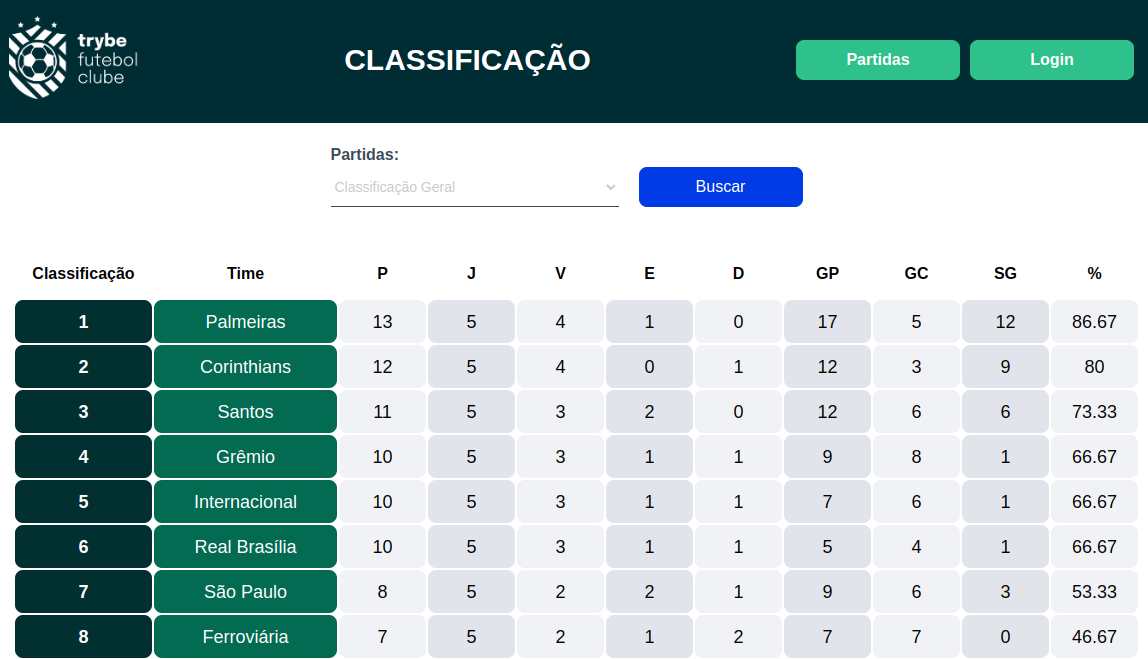 trybe
futebol
clube
CLASSIFICAÇÃO
Partidas
Login
Partidas:
Classificação Geral
Buscar
Classificação Time P J V E D GP GC SG %
1 Palmeiras 13 5 4 1 0 17 5 12 86.67
2 Corinthians 12 5 4 0 1 12 3 9 80
3 Santos 11 5 3 2 0 12 6 6 73.33
4 Grêmio 10 5 3 1 1 9 8 1 66.67
5 Internacional 10 5 3 1 1 7 6 1 66.67
6 Real Brasília 10 5 3 1 1 5 4 1 66.67
7 São Paulo 8 5 2 2 1 9 6 3 53.33
8 Ferroviária 7 5 2 1 2 7 7 0 46.67